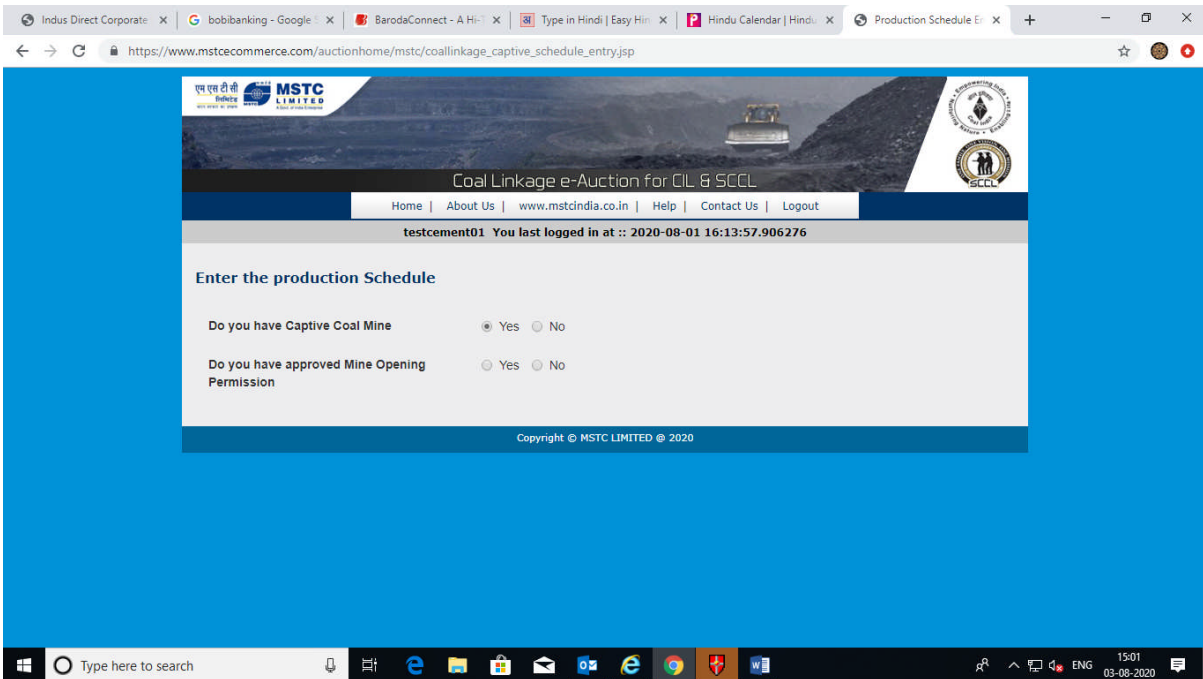 Indus Direct Corporate
bobibanking - Google S
BarodaConnect - A Hi-T
Type in Hindi | Easy Hin
Hindu Calendar | Hindu
Production Schedule En
https://www.mstcecommerce.com/auctionhome/mstc/coallinkage_captive_schedule_entry.jsp
एम एस टी सी
लिमिटेड
MSTC
LIMITED
Coal Linkage e-Auction for CIL & SCCL
SCCL
Home | About Us | www.mstcindia.co.in | Help | Contact Us | Logout
testcement01 You last logged in at :: 2020-08-01 16:13:57.906276
Enter the production Schedule
Do you have Captive Coal Mine Yes No
Do you have approved Mine Opening Yes No
Permission
Copyright © MSTC LIMITED @ 2020
Type here to search
ENG
15:01
03-08-2020